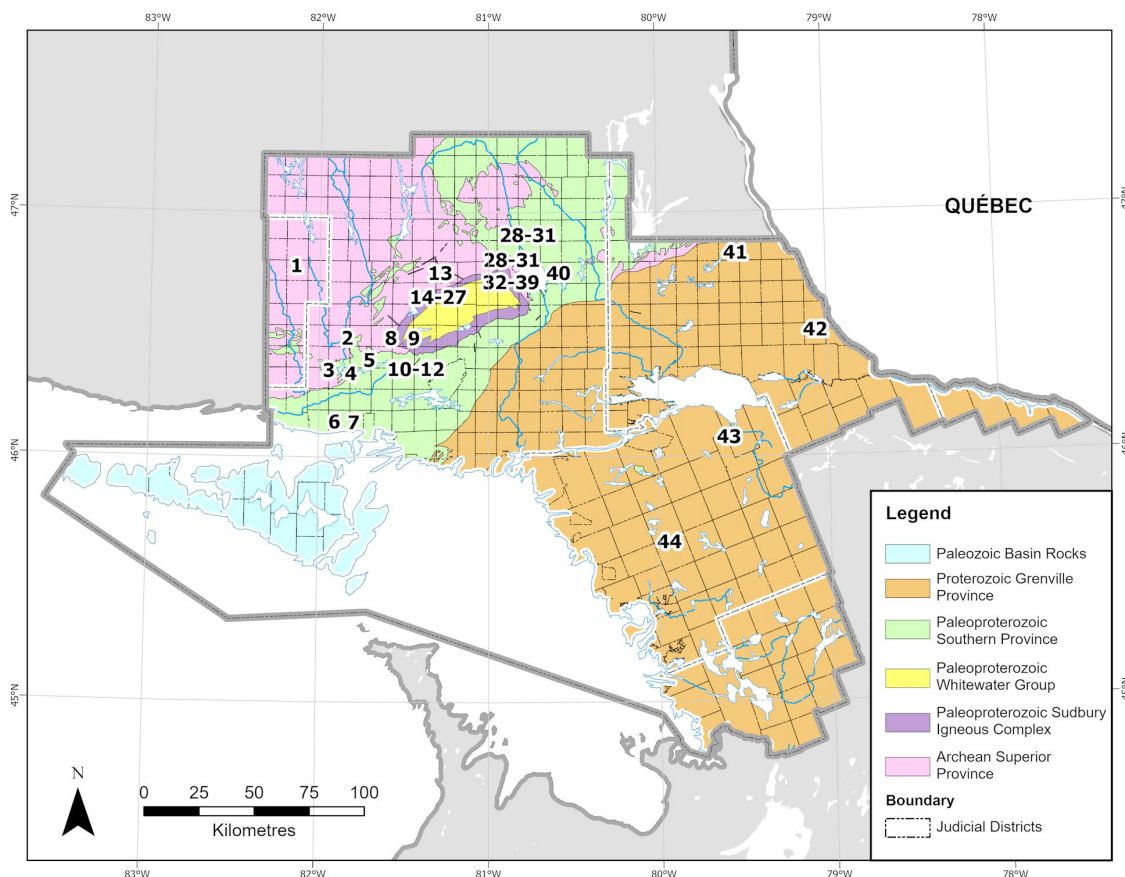 83°W 82°W 81°W 80°W 79°W 78°W
47°N 47°N
46°N 46°N
45°N 45°N
QUÉBEC
28-31
41
28-31
1
13
32-39 40
14-27
42
2 8 9
5
3 4 10-12
6 7
43
44
Legend
Paleozoic Basin Rocks
Proterozoic Grenville
Province
Paleoproterozoic
Southern Province
Paleoproterozoic
Whitewater Group
Paleoproterozoic Sudbury
Igneous Complex
Archean Superior
Province
Boundary
Judicial Districts
N
0 25 50 75 100
Kilometres
83°W 82°W 81°W 80°W 79°W 78°W